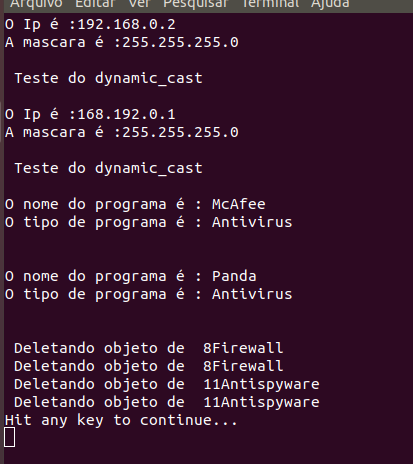 Arquivo Editar Ver Pesquisar Terminal Ajuda
O Ip é :192.168.0.2
A mascara é :255.255.255.0
Teste do dynamic_cast
O Ip é :168.192.0.1
A mascara é :255.255.255.0
Teste do dynamic_cast
O nome do programa é : McAfee
O tipo de programa é : Antivirus
O nome do programa é : Panda
O tipo de programa é : Antivirus
Deletando objeto de  8Firewall
Deletando objeto de  8Firewall
Deletando objeto de  11Antispyware
Deletando objeto de  11Antispyware
Hit any key to continue...